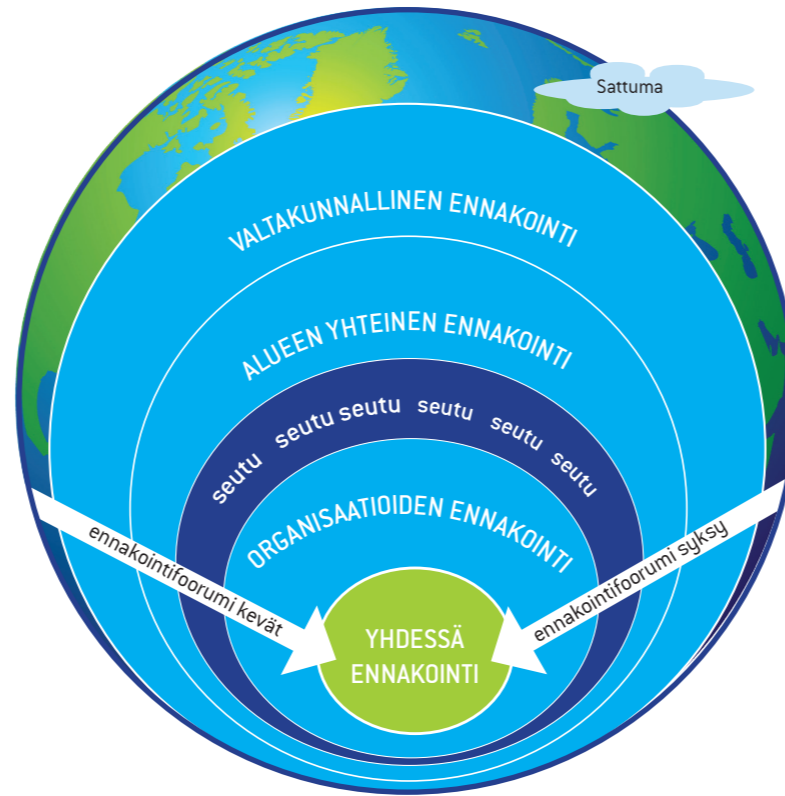 Sattuma
VALTAKUNNALLINEN ENNAKOINTI
ALUEEN YHTEINEN ENNAKOINTI
seutu seutu seutu seutu seutu seutu
ORGANISAATIOIDEN ENNAKOINTI
ennakointifoorumi kevät
ennakointifoorumi syksy
YHDESSÄ
ENNAKOINTI